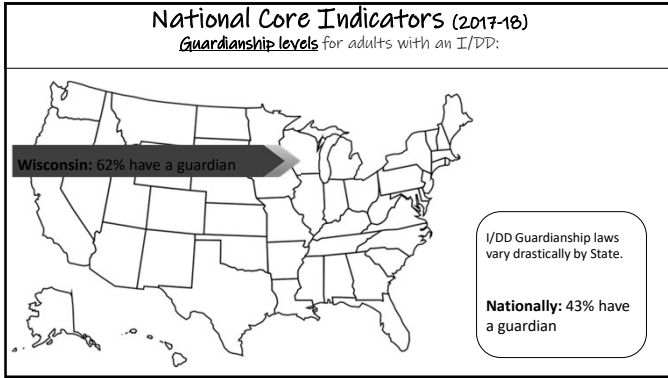 National Core Indicators (2017-18)
Guardianship levels for adults with an I/DD:
Wisconsin: 62% have a guardian
I/DD Guardianship laws
vary drastically by State.
Nationally: 43% have
a guardian